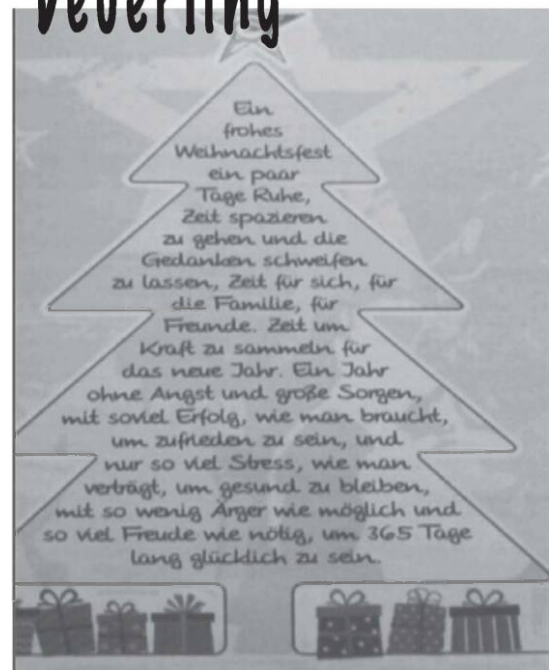 Deuerling
Ein
frohes
Weihnachtsfest
ein paar
Tage Ruhe,
Zeit spazieren
zu gehen und die
Gedanken schweifen
zu lassen, Zeit für sich, für
die Familie, für
Freunde. Zeit um
Kraft zu sammeln für
das neue Jahr. Ein Jahr
ohne Angst und große Sorgen,
mit soviel Erfolg, wie man braucht,
um zufrieden zu sein, und
nur so viel Stress, wie man
verträgt, um gesund zu bleiben,
mit so wenig Ärger wie möglich und
so viel Freude wie nötig, um 365 Tage
lang glücklich zu sein.